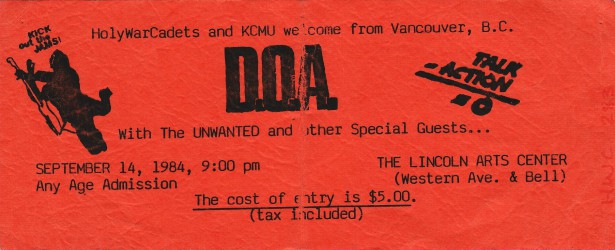 HolyWarCadets and KCMU welcome from Vancouver, B.C.
KICK
out the
JAMS!
D.O.A.
TALK
- ACTION
= 0
With The UNWANTED and other Special Guests...
SEPTEMBER 14, 1984, 9:00 pm
Any Age Admission
THE LINCOLN ARTS CENTER
(Western Ave. & Bell)
The cost of entry is $5.00.
(tax included)